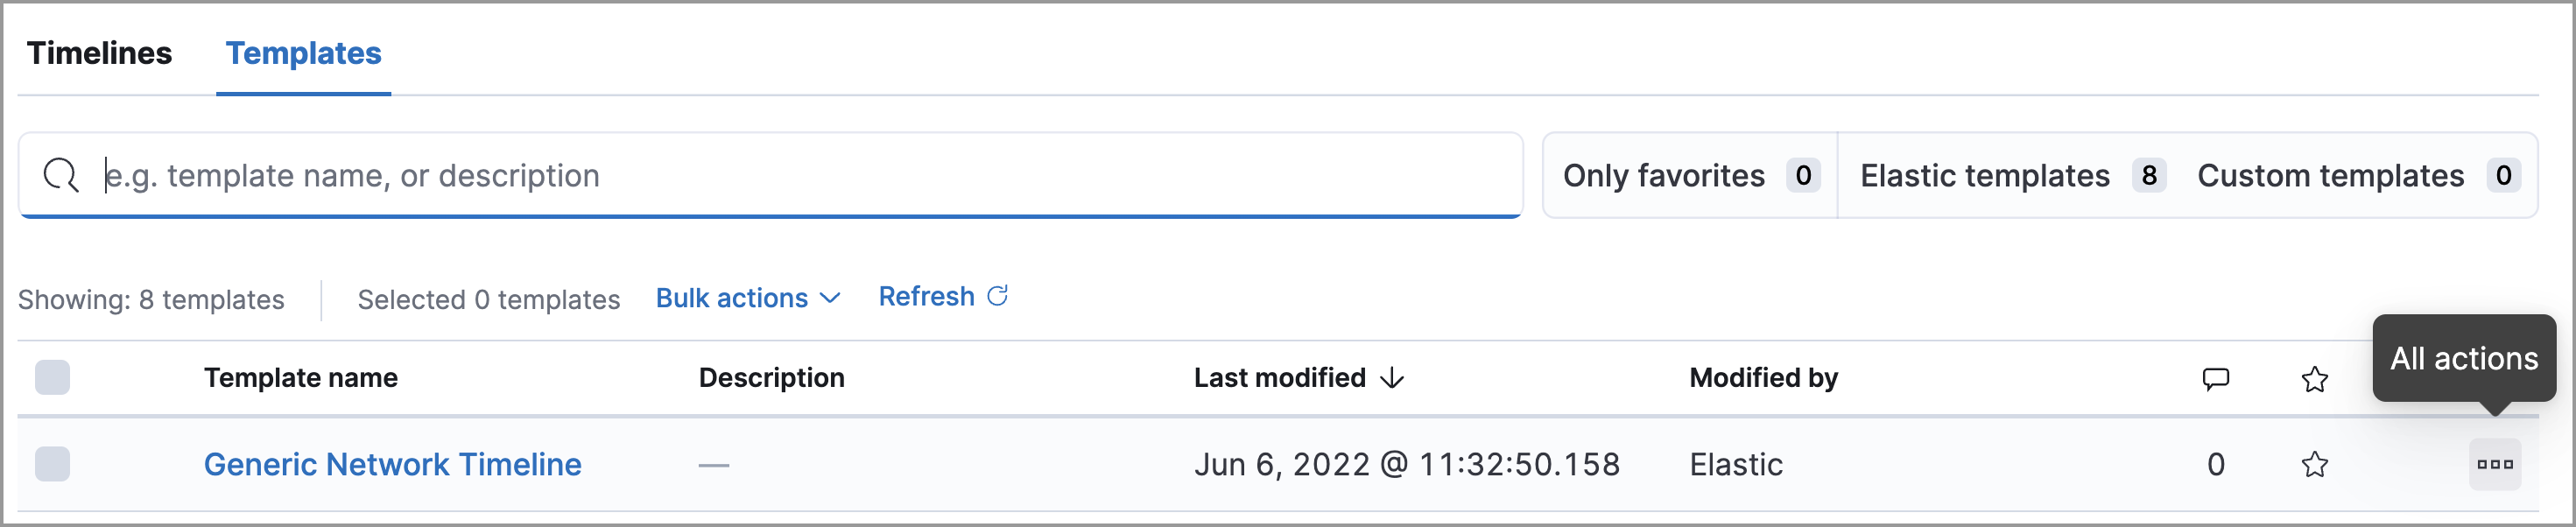 Timelines Templates
e.g. template name, or description Only favorites 0 Elastic templates 8 Custom templates 0
Showing: 8 templates Selected 0 templates Bulk actions Refresh
All actions
Template name Description Last modified Modified by
Generic Network Timeline — Jun 6, 2022 @ 11:32:50.158 Elastic 0